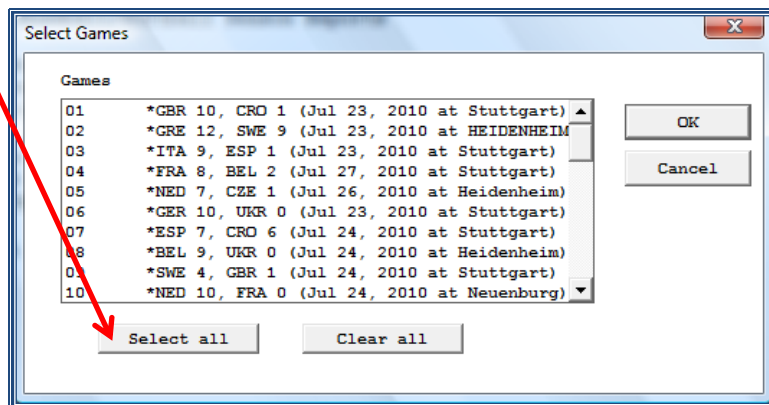 Select Games
Games
01 *GBR 10, CRO 1 (Jul 23, 2010 at Stuttgart)
02 *GRE 12, SWE 9 (Jul 23, 2010 at HEIDENHEIM
03 *ITA 9, ESP 1 (Jul 23, 2010 at Stuttgart)
04 *FRA 8, BEL 2 (Jul 27, 2010 at Stuttgart)
05 *NED 7, CZE 1 (Jul 26, 2010 at Heidenheim)
06 *GER 10, UKR 0 (Jul 23, 2010 at Stuttgart)
07 *ESP 7, CRO 6 (Jul 24, 2010 at Stuttgart)
08 *BEL 9, UKR 0 (Jul 24, 2010 at Heidenheim)
09 *SWE 4, GBR 1 (Jul 24, 2010 at Stuttgart)
10 *NED 10, FRA 0 (Jul 24, 2010 at Neuenburg)
OK
Cancel
Select all
Clear all